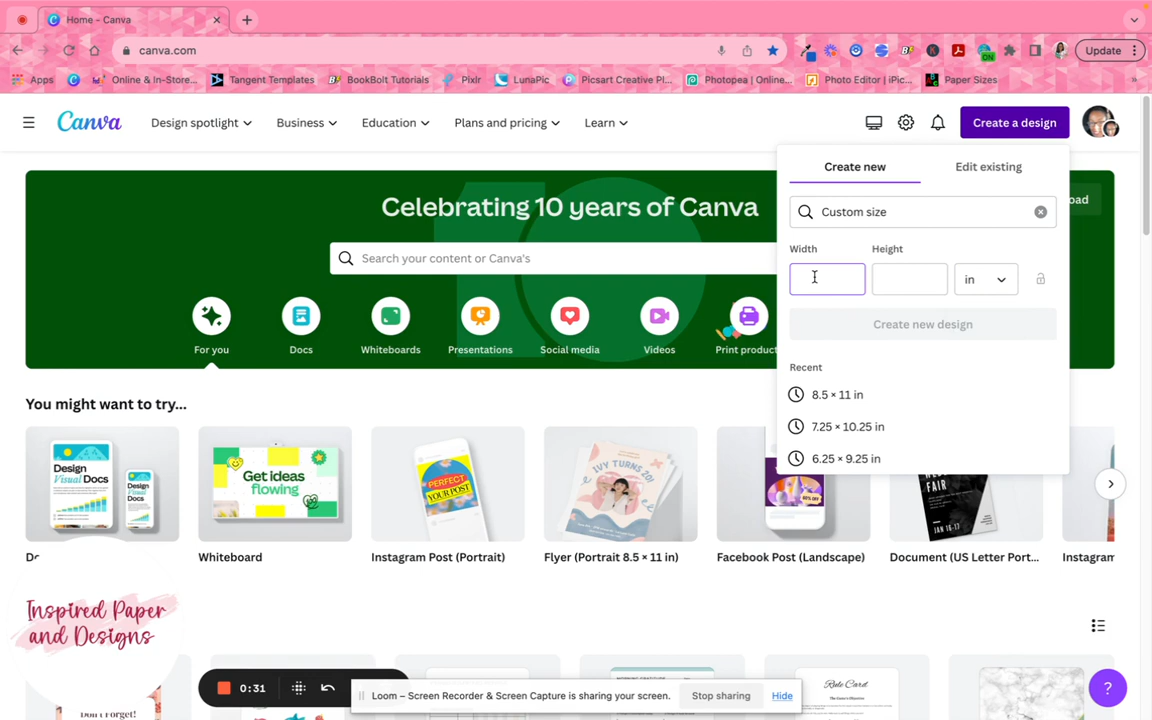 Home - Canva
canva.com
Update
Apps
Online & In-Store...
Tangent Templates
BookBolt Tutorials
Pixlr
LunaPic
Picsart Creative Pl...
Photopea | Online...
Photo Editor | iPic...
Paper Sizes
Canva
Design spotlight
Business
Education
Plans and pricing
Learn
Create a design
Create new
Edit existing
Custom size
Width
Height
in
Create new design
Recent
8.5 × 11 in
7.25 × 10.25 in
6.25 × 9.25 in
Celebrating 10 years of Canva
oad
Search your content or Canva's
For you
Docs
Whiteboards
Presentations
Social media
Videos
Print product
You might want to try...
DESIGN
Visual Docs
Get ideas
flowing
PERFECT
YOUR POST
IVY TURNS 20!
FAIR
JAN 16-17
Whiteboard
Instagram Post (Portrait)
Flyer (Portrait 8.5 × 11 in)
Facebook Post (Landscape)
Document (US Letter Port...
Instagram
Inspired Paper
and Designs
Don't Forget!
Rule Card
0:31
Loom – Screen Recorder & Screen Capture is sharing your screen.
Stop sharing
Hide
?